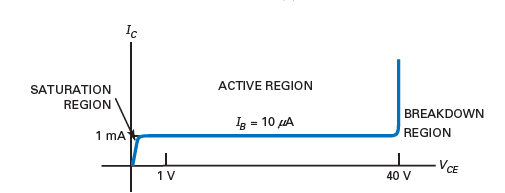 I_C
SATURATION
REGION
ACTIVE REGION
I_B = 10 μA
BREAKDOWN
REGION
1 mA
V_CE
1 V
40 V